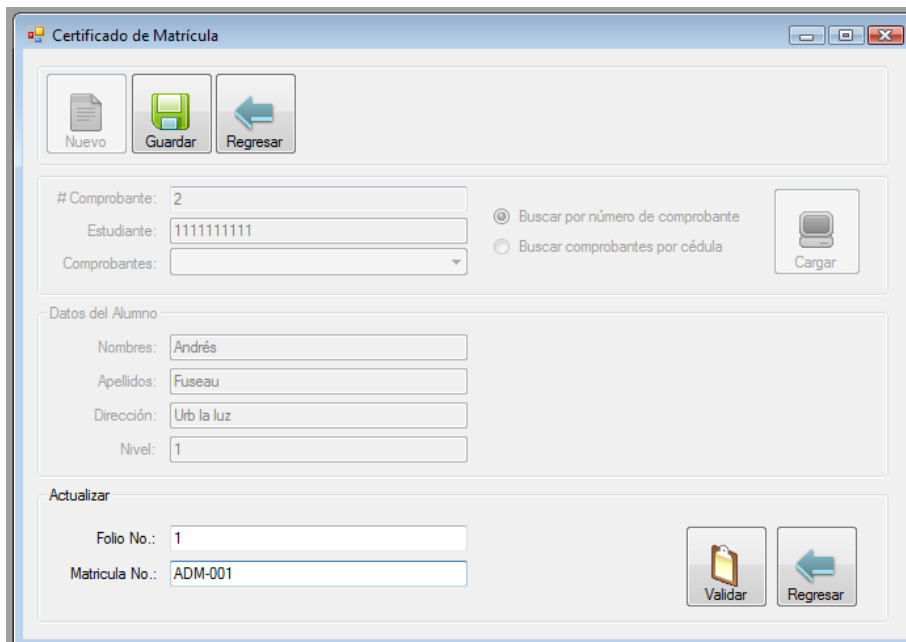 Certificado de Matrícula
Nuevo Guardar Regresar
# Comprobante: 2
Estudiante: 1111111111
Comprobantes:
Buscar por número de comprobante
Buscar comprobantes por cédula
Cargar
Datos del Alumno
Nombres: Andrés
Apellidos: Fuseau
Dirección: Urb la luz
Nivel: 1
Actualizar
Folio No.: 1
Matricula No.: ADM-001
Validar Regresar